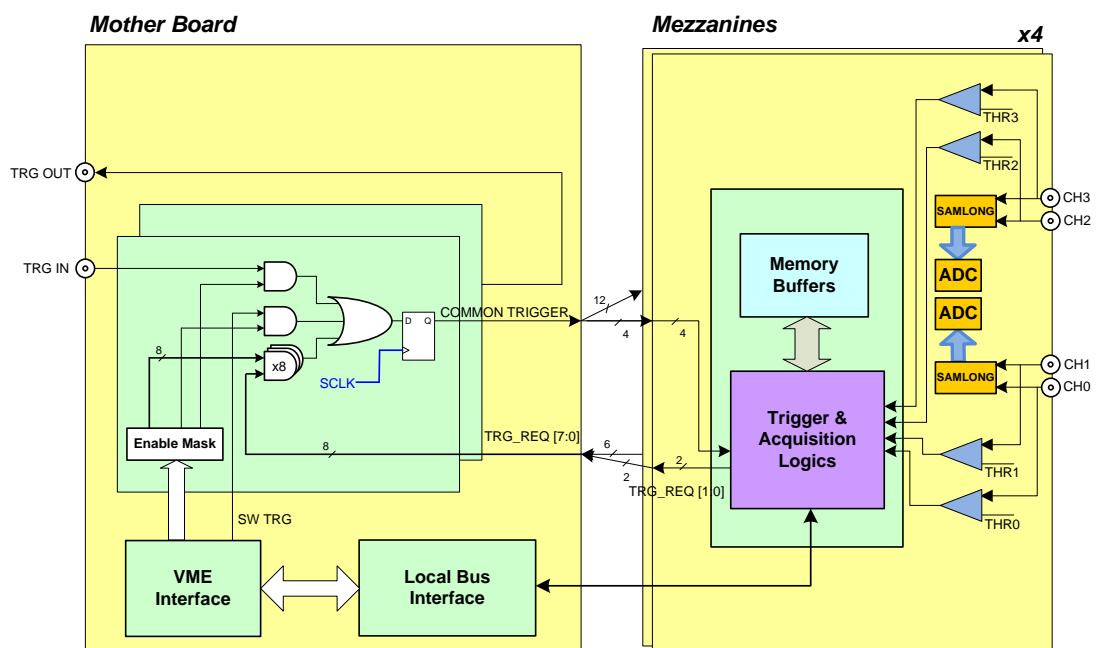 Mother Board
Mezzanines
x4
THR3
THR2
TRG OUT
CH3
SAMLONG
CH2
TRG IN
Memory
Buffers
ADC
12
D Q
COMMON TRIGGER
4
4
ADC
8
x8
SCLK
CH1
SAMLONG
CH0
Enable Mask
8
TRG_REQ [7:0]
6
2
2
TRG_REQ [1:0]
Trigger &
Acquisition
Logics
THR1
SW TRG
THR0
VME
Interface
Local Bus
Interface